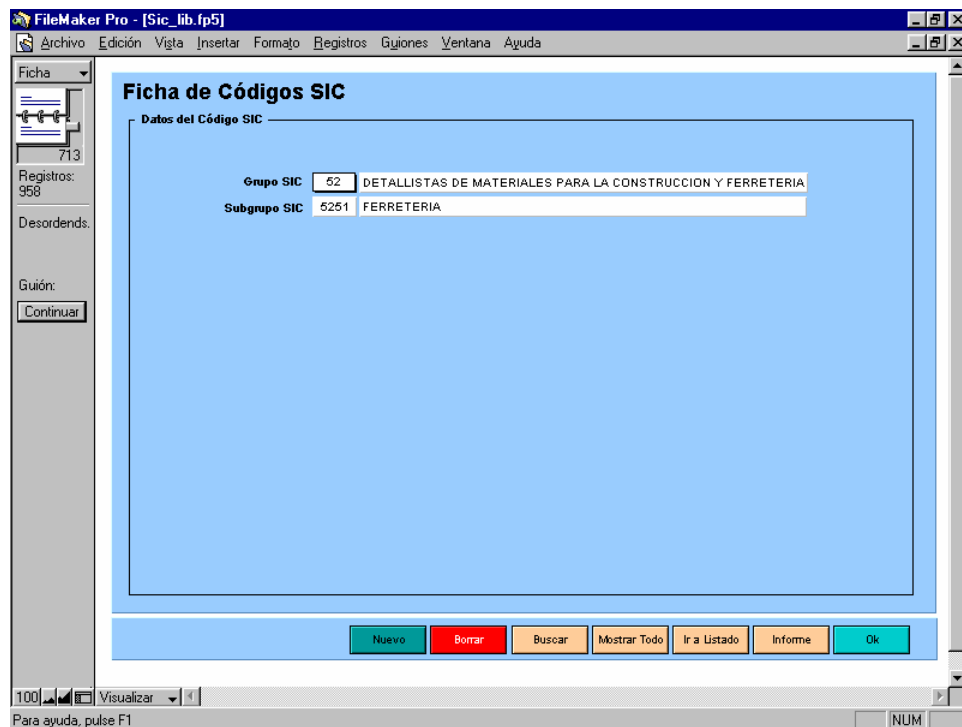 FileMaker Pro - [Sic_lib.fp5]
Archivo Edición Vista Insertar Formato Registros Guiones Ventana Ayuda
Ficha
713
Registros:
958
Desordends.
Guión:
Continuar
Ficha de Códigos SIC
Datos del Código SIC
Grupo SIC 52 DETALLISTAS DE MATERIALES PARA LA CONSTRUCCION Y FERRETERIA
Subgrupo SIC 5251 FERRETERIA
Nuevo Borrar Buscar Mostrar Todo Ir a Listado Informe Ok
100 Visualizar
Para ayuda, pulse F1 NUM